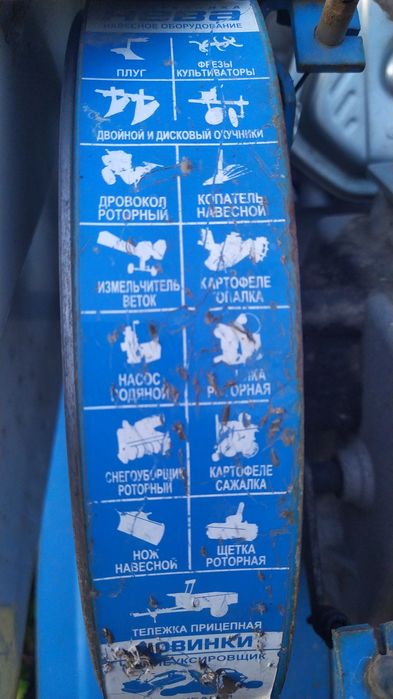 НАВЕСНОЕ ОБОРУДОВАНИЕ
ПЛУГ
ФРЕЗЫ
КУЛЬТИВАТОРЫ
ДВОЙНОЙ И ДИСКОВЫЙ ОКУЧНИКИ
ДРОВОКОЛ
РОТОРНЫЙ
КОПАТЕЛЬ
НАВЕСНОЙ
ИЗМЕЛЬЧИТЕЛЬ
ВЕТОК
КАРТОФЕЛЕ
КОПАЛКА
НАСОС
ВОДЯНОЙ
РОТОРНАЯ
СНЕГОУБОРЩИК
РОТОРНЫЙ
КАРТОФЕЛЕ
САЖАЛКА
НОЖ
НАВЕСНОЙ
ЩЕТКА
РОТОРНАЯ
ТЕЛЕЖКА ПРИЦЕПНАЯ
НОВИНКИ